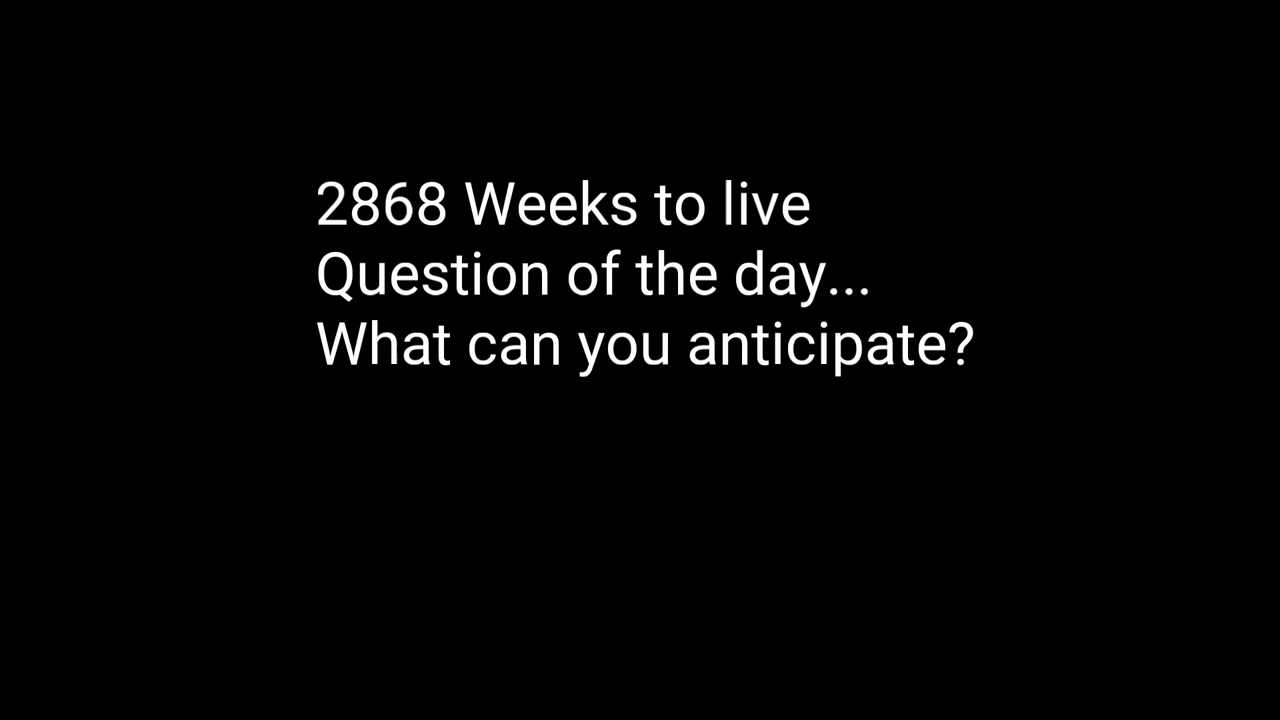 2868 Weeks to live
Question of the day...
What can you anticipate?